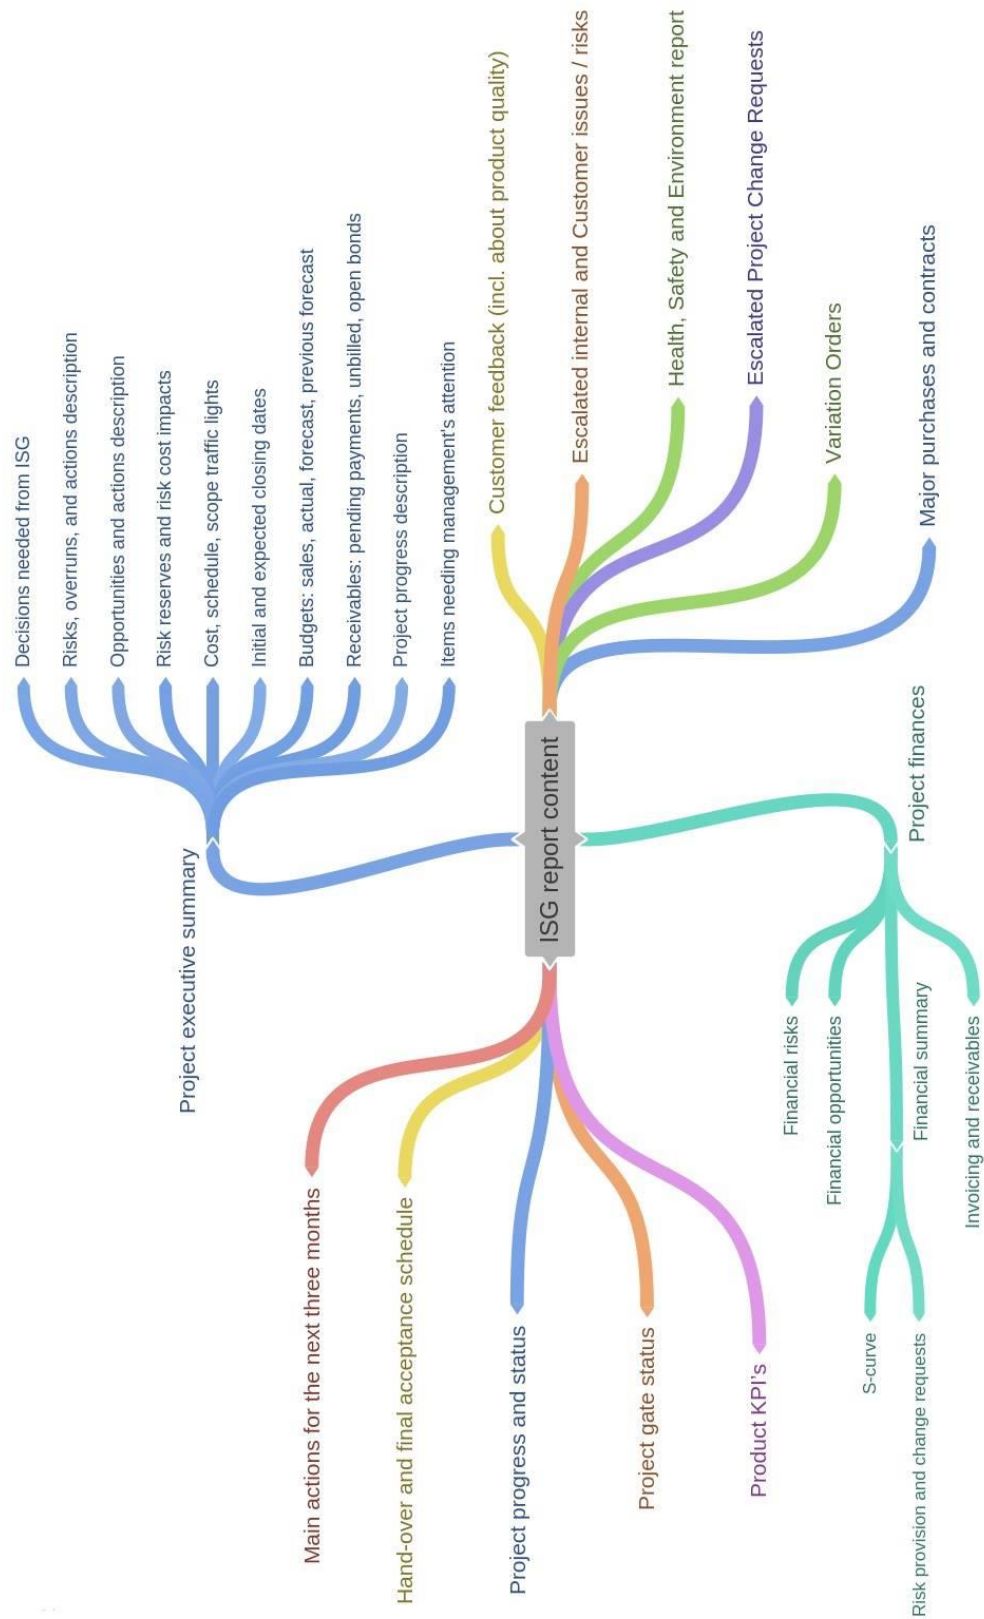 ISG report content
Project executive summary
Decisions needed from ISG
Risks, overruns, and actions description
Opportunities and actions description
Risk reserves and risk cost impacts
Cost, schedule, scope traffic lights
Initial and expected closing dates
Budgets: sales, actual, forecast, previous forecast
Receivables: pending payments, unbilled, open bonds
Project progress description
Items needing management's attention
Customer feedback (incl. about product quality)
Escalated internal and Customer issues / risks
Health, Safety and Environment report
Escalated Project Change Requests
Variation Orders
Major purchases and contracts
Main actions for the next three months
Hand-over and final acceptance schedule
Project progress and status
Project gate status
Product KPI's
Project finances
Financial risks
Financial opportunities
Financial summary
S-curve
Risk provision and change requests
Invoicing and receivables